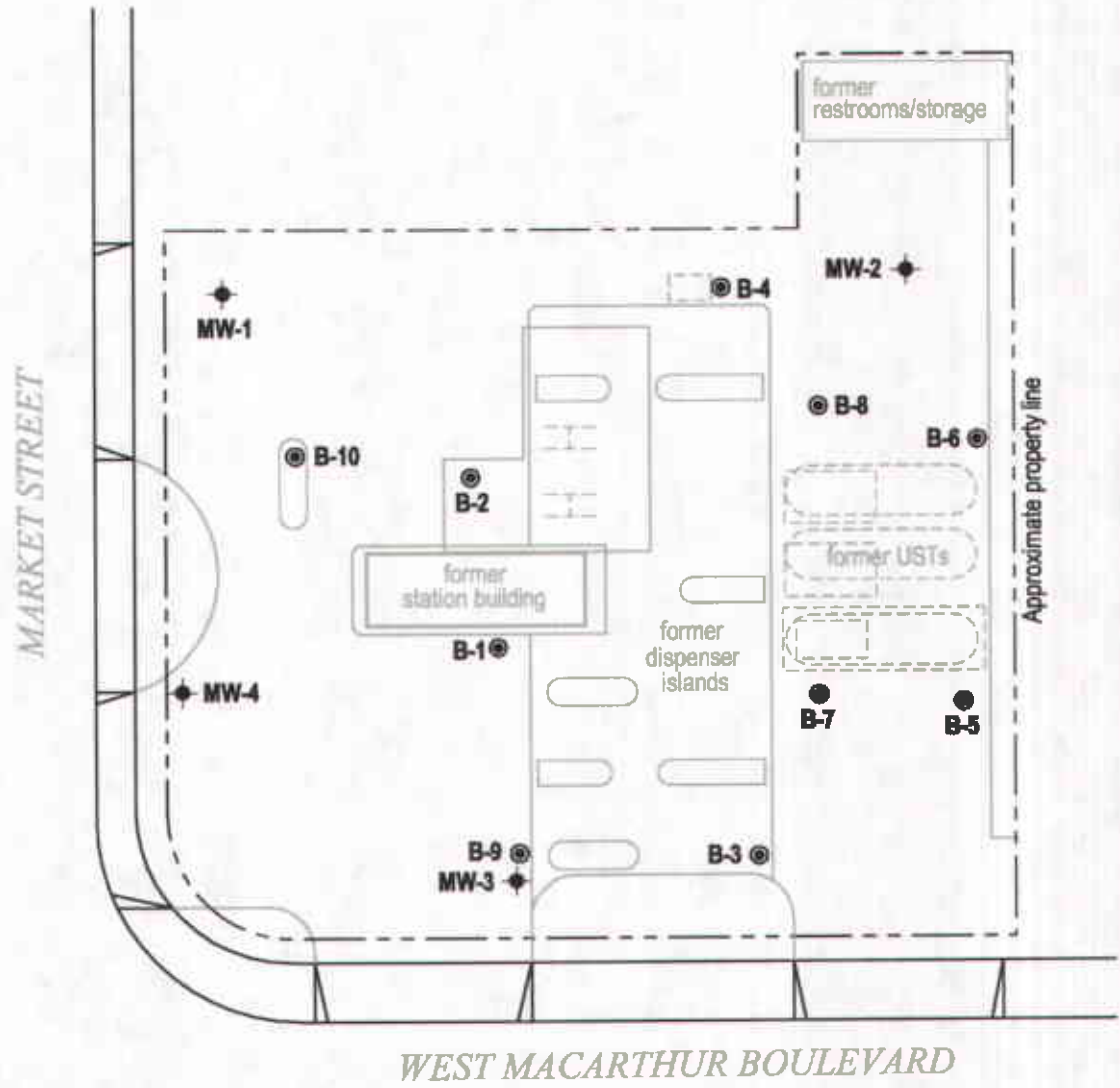 former
restrooms/storage
MW-2
B-4
MW-1
MARKET STREET
Approximate property line
B-8
B-6
B-10
B-2
former USTs
former
station building
B-1
former
dispenser
islands
MW-4
B-7
B-5
B-9
B-3
MW-3
WEST MACARTHUR BOULEVARD